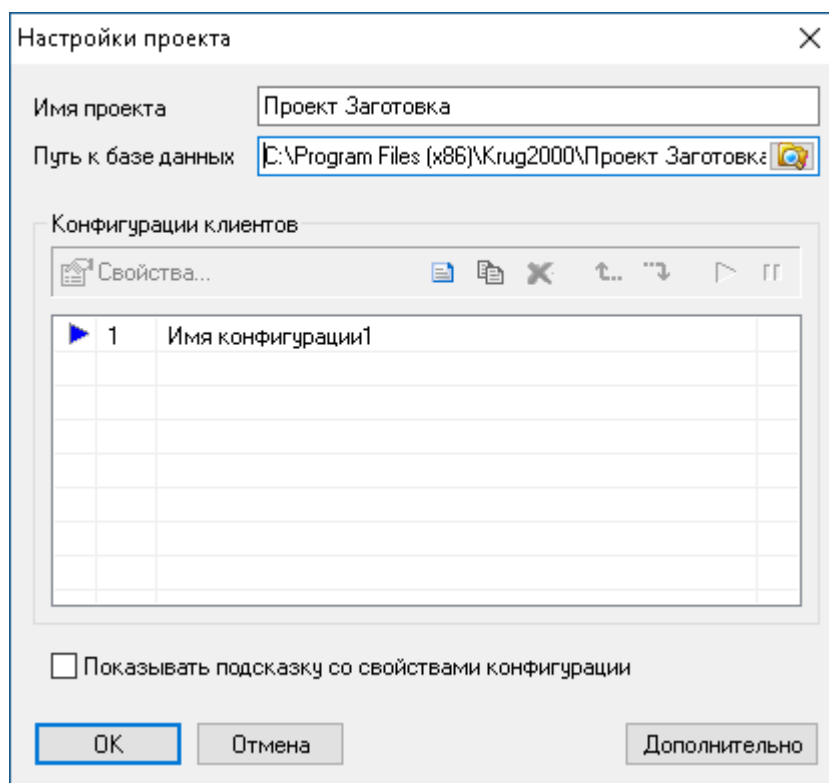 Настройки проекта
Имя проекта Проект Заготовка
Путь к базе данных C:\Program Files (x86)\Krug2000\Проект Заготовка
Конфигурации клиентов
Свойства...
1 Имя конфигурации1
Показывать подсказку со свойствами конфигурации
OK Отмена Дополнительно